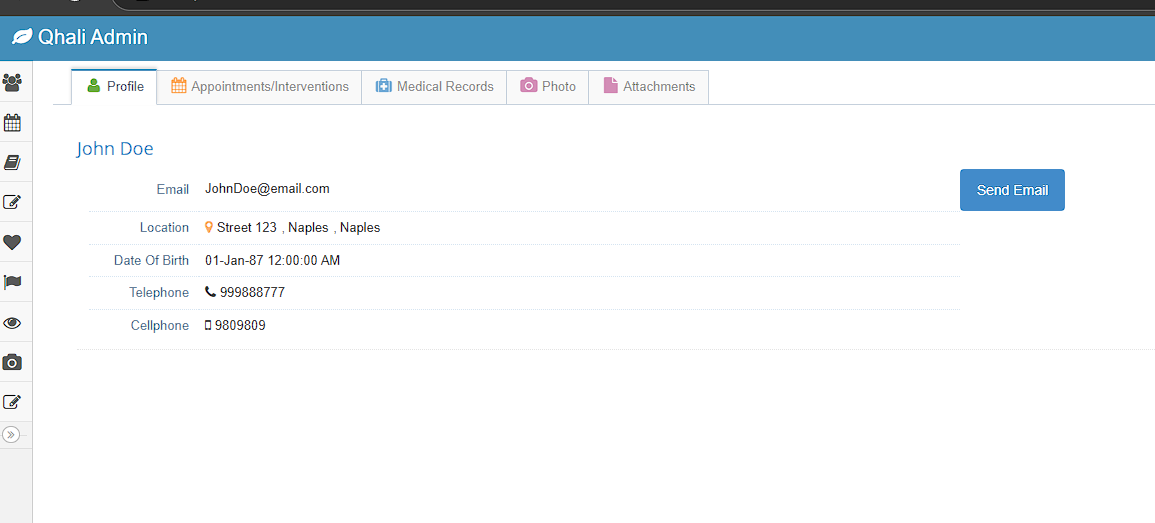 Qhali Admin
Profile Appointments/Interventions Medical Records Photo Attachments
John Doe
Email JohnDoe@email.com Send Email
Location Street 123 , Naples , Naples
Date Of Birth 01-Jan-87 12:00:00 AM
Telephone 999888777
Cellphone 9809809